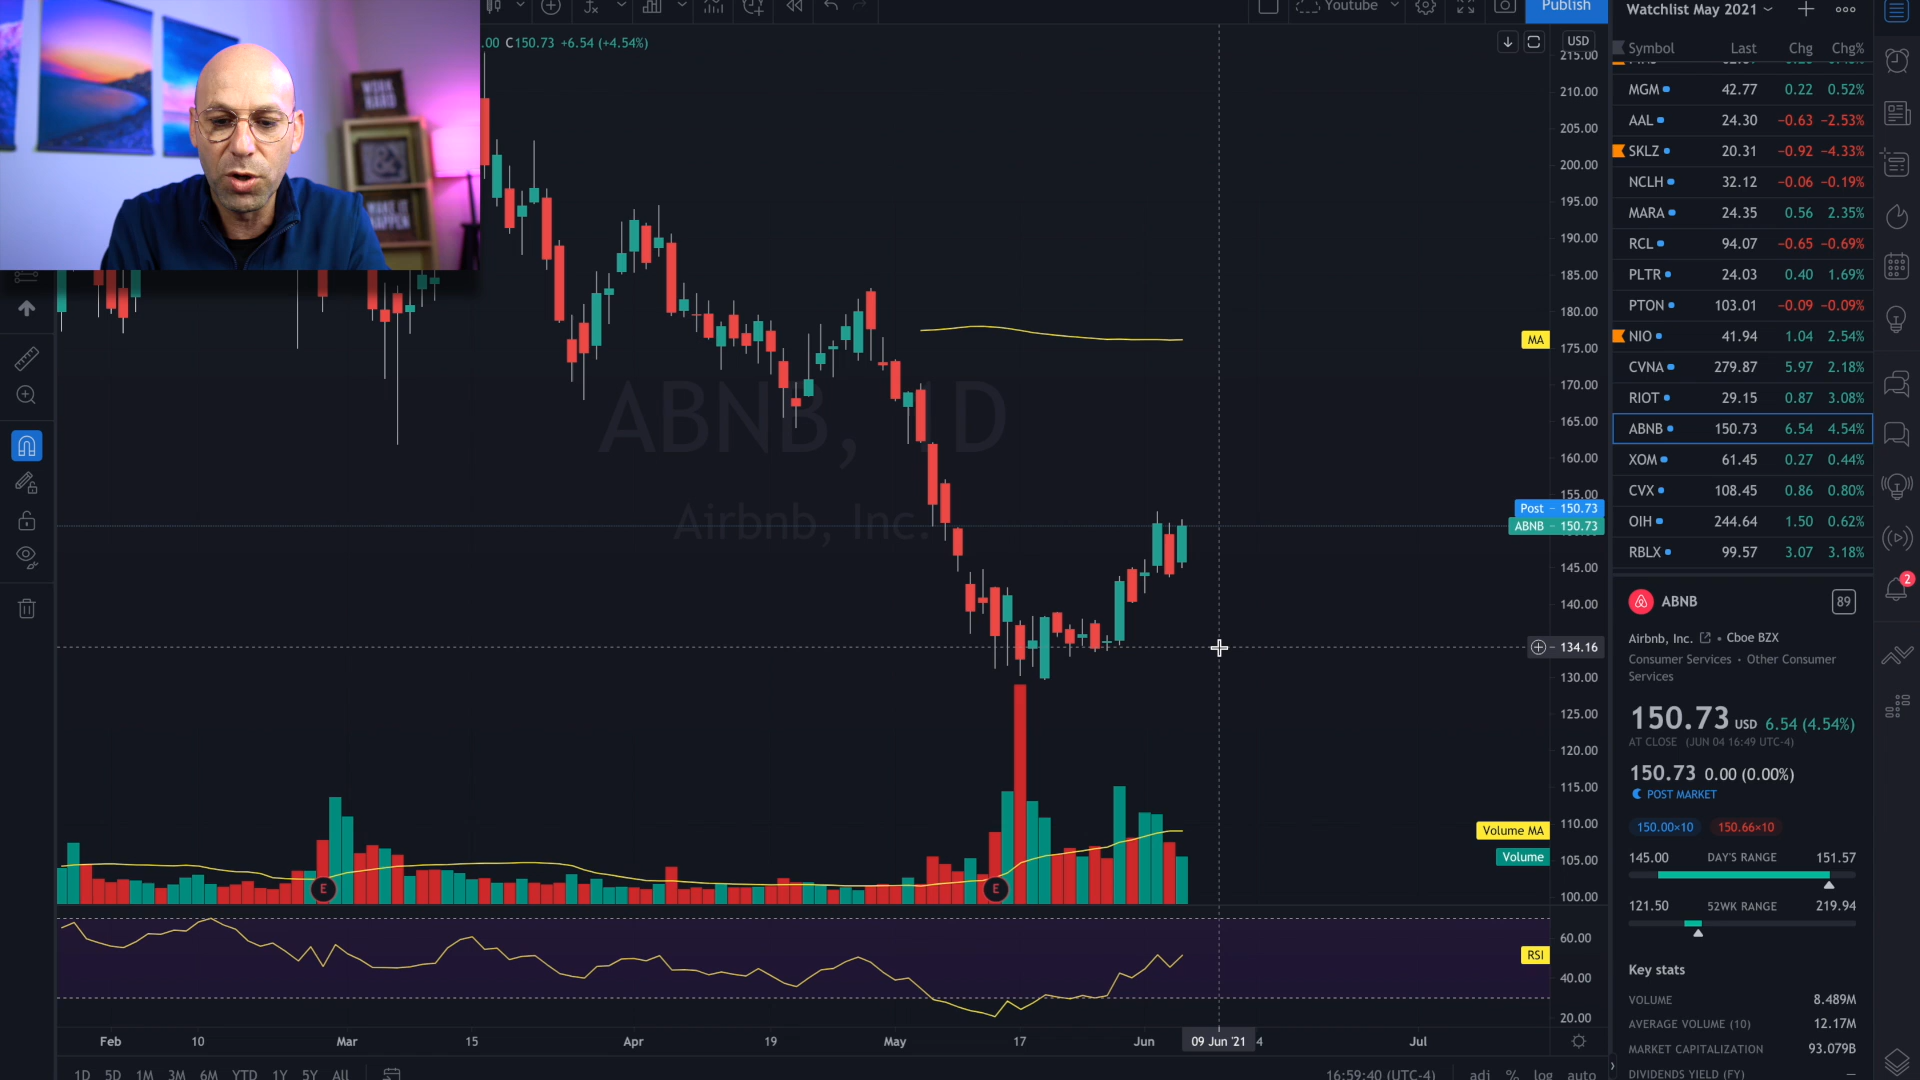 Youtube
Publish
Watchlist May 2021
.00 C150.73 +6.54 (+4.54%)
USD
Symbol Last Chg Chg%
MGM 42.77 0.22 0.52%
AAL 24.30 −0.63 −2.53%
SKLZ 20.31 −0.92 −4.33%
NCLH 32.12 −0.06 −0.19%
MARA 24.35 0.56 2.35%
RCL 94.07 −0.65 −0.69%
PLTR 24.03 0.40 1.69%
PTON 103.01 −0.09 −0.09%
NIO 41.94 1.04 2.54%
CVNA 279.87 5.97 2.18%
RIOT 29.15 0.87 3.08%
ABNB 150.73 6.54 4.54%
XOM 61.45 0.27 0.44%
CVX 108.45 0.86 0.80%
OIH 244.64 1.50 0.62%
RBLX 99.57 3.07 3.18%
WORK HARD
MAKE IT HAPPEN
ABNB, 1D
Airbnb, Inc.
215.00
210.00
205.00
200.00
195.00
190.00
185.00
180.00
MA
175.00
170.00
165.00
160.00
155.00
Post − 150.73
ABNB − 150.73
145.00
140.00
134.16
130.00
125.00
120.00
115.00
110.00
Volume MA
105.00
Volume
100.00
E
E
60.00
RSI
40.00
20.00
Feb 10 Mar 15 Apr 19 May 17 Jun 09 Jun '21 4 Jul
1D 5D 1M 3M 6M YTD 1Y 5Y All
16:59:40 (UTC-4) adj % log auto
ABNB
89
2
Airbnb, Inc. • Cboe BZX
Consumer Services • Other Consumer
Services
150.73 USD 6.54 (4.54%)
AT CLOSE (JUN 04 16:49 UTC-4)
150.73 0.00 (0.00%)
POST MARKET
150.00×10 150.66×10
145.00 DAY'S RANGE 151.57
121.50 52WK RANGE 219.94
Key stats
VOLUME 8.489M
AVERAGE VOLUME (10) 12.17M
MARKET CAPITALIZATION 93.079B
DIVIDENDS YIELD (FY) —